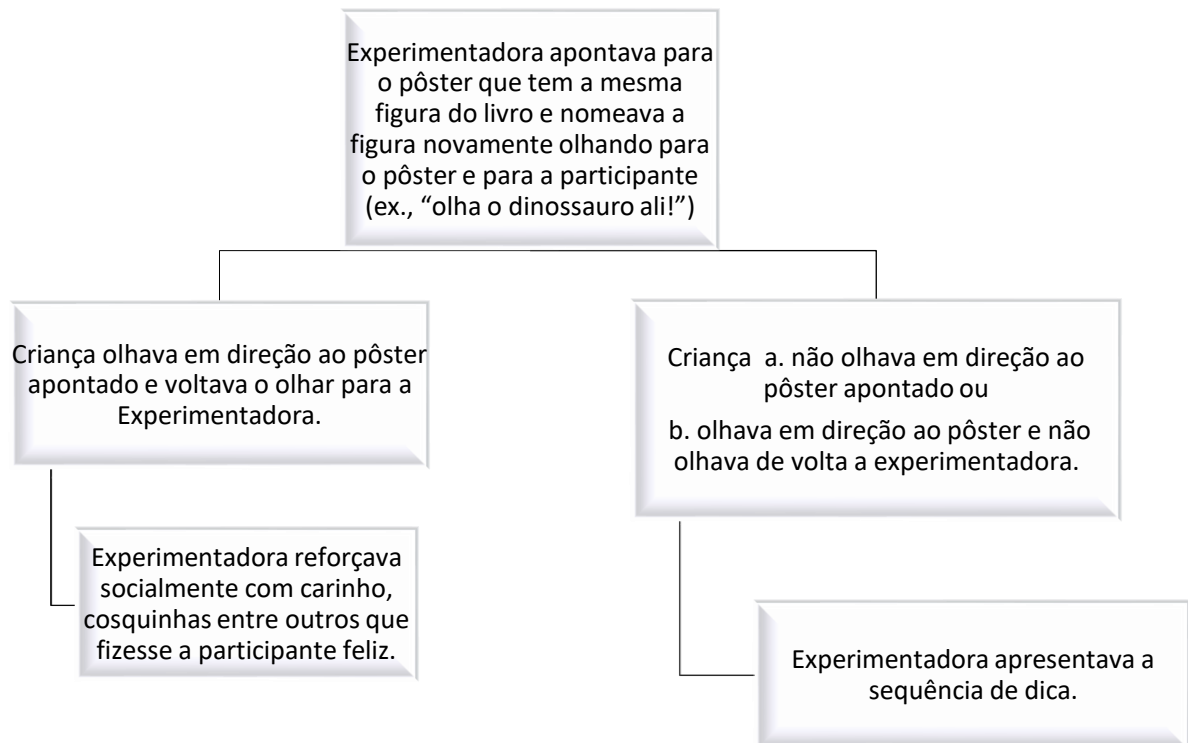 Experimentadora apontava para
o pôster que tem a mesma
figura do livro e nomeava a
figura novamente olhando para
o pôster e para a participante
(ex., “olha o dinossauro ali!”)
Criança olhava em direção ao pôster
apontado e voltava o olhar para a
Experimentadora.
Experimentadora reforçava
socialmente com carinho,
cosquinhas entre outros que
fizesse a participante feliz.
Criança a. não olhava em direção ao
pôster apontado ou
b. olhava em direção ao pôster e não
olhava de volta a experimentadora.
Experimentadora apresentava a
sequência de dica.